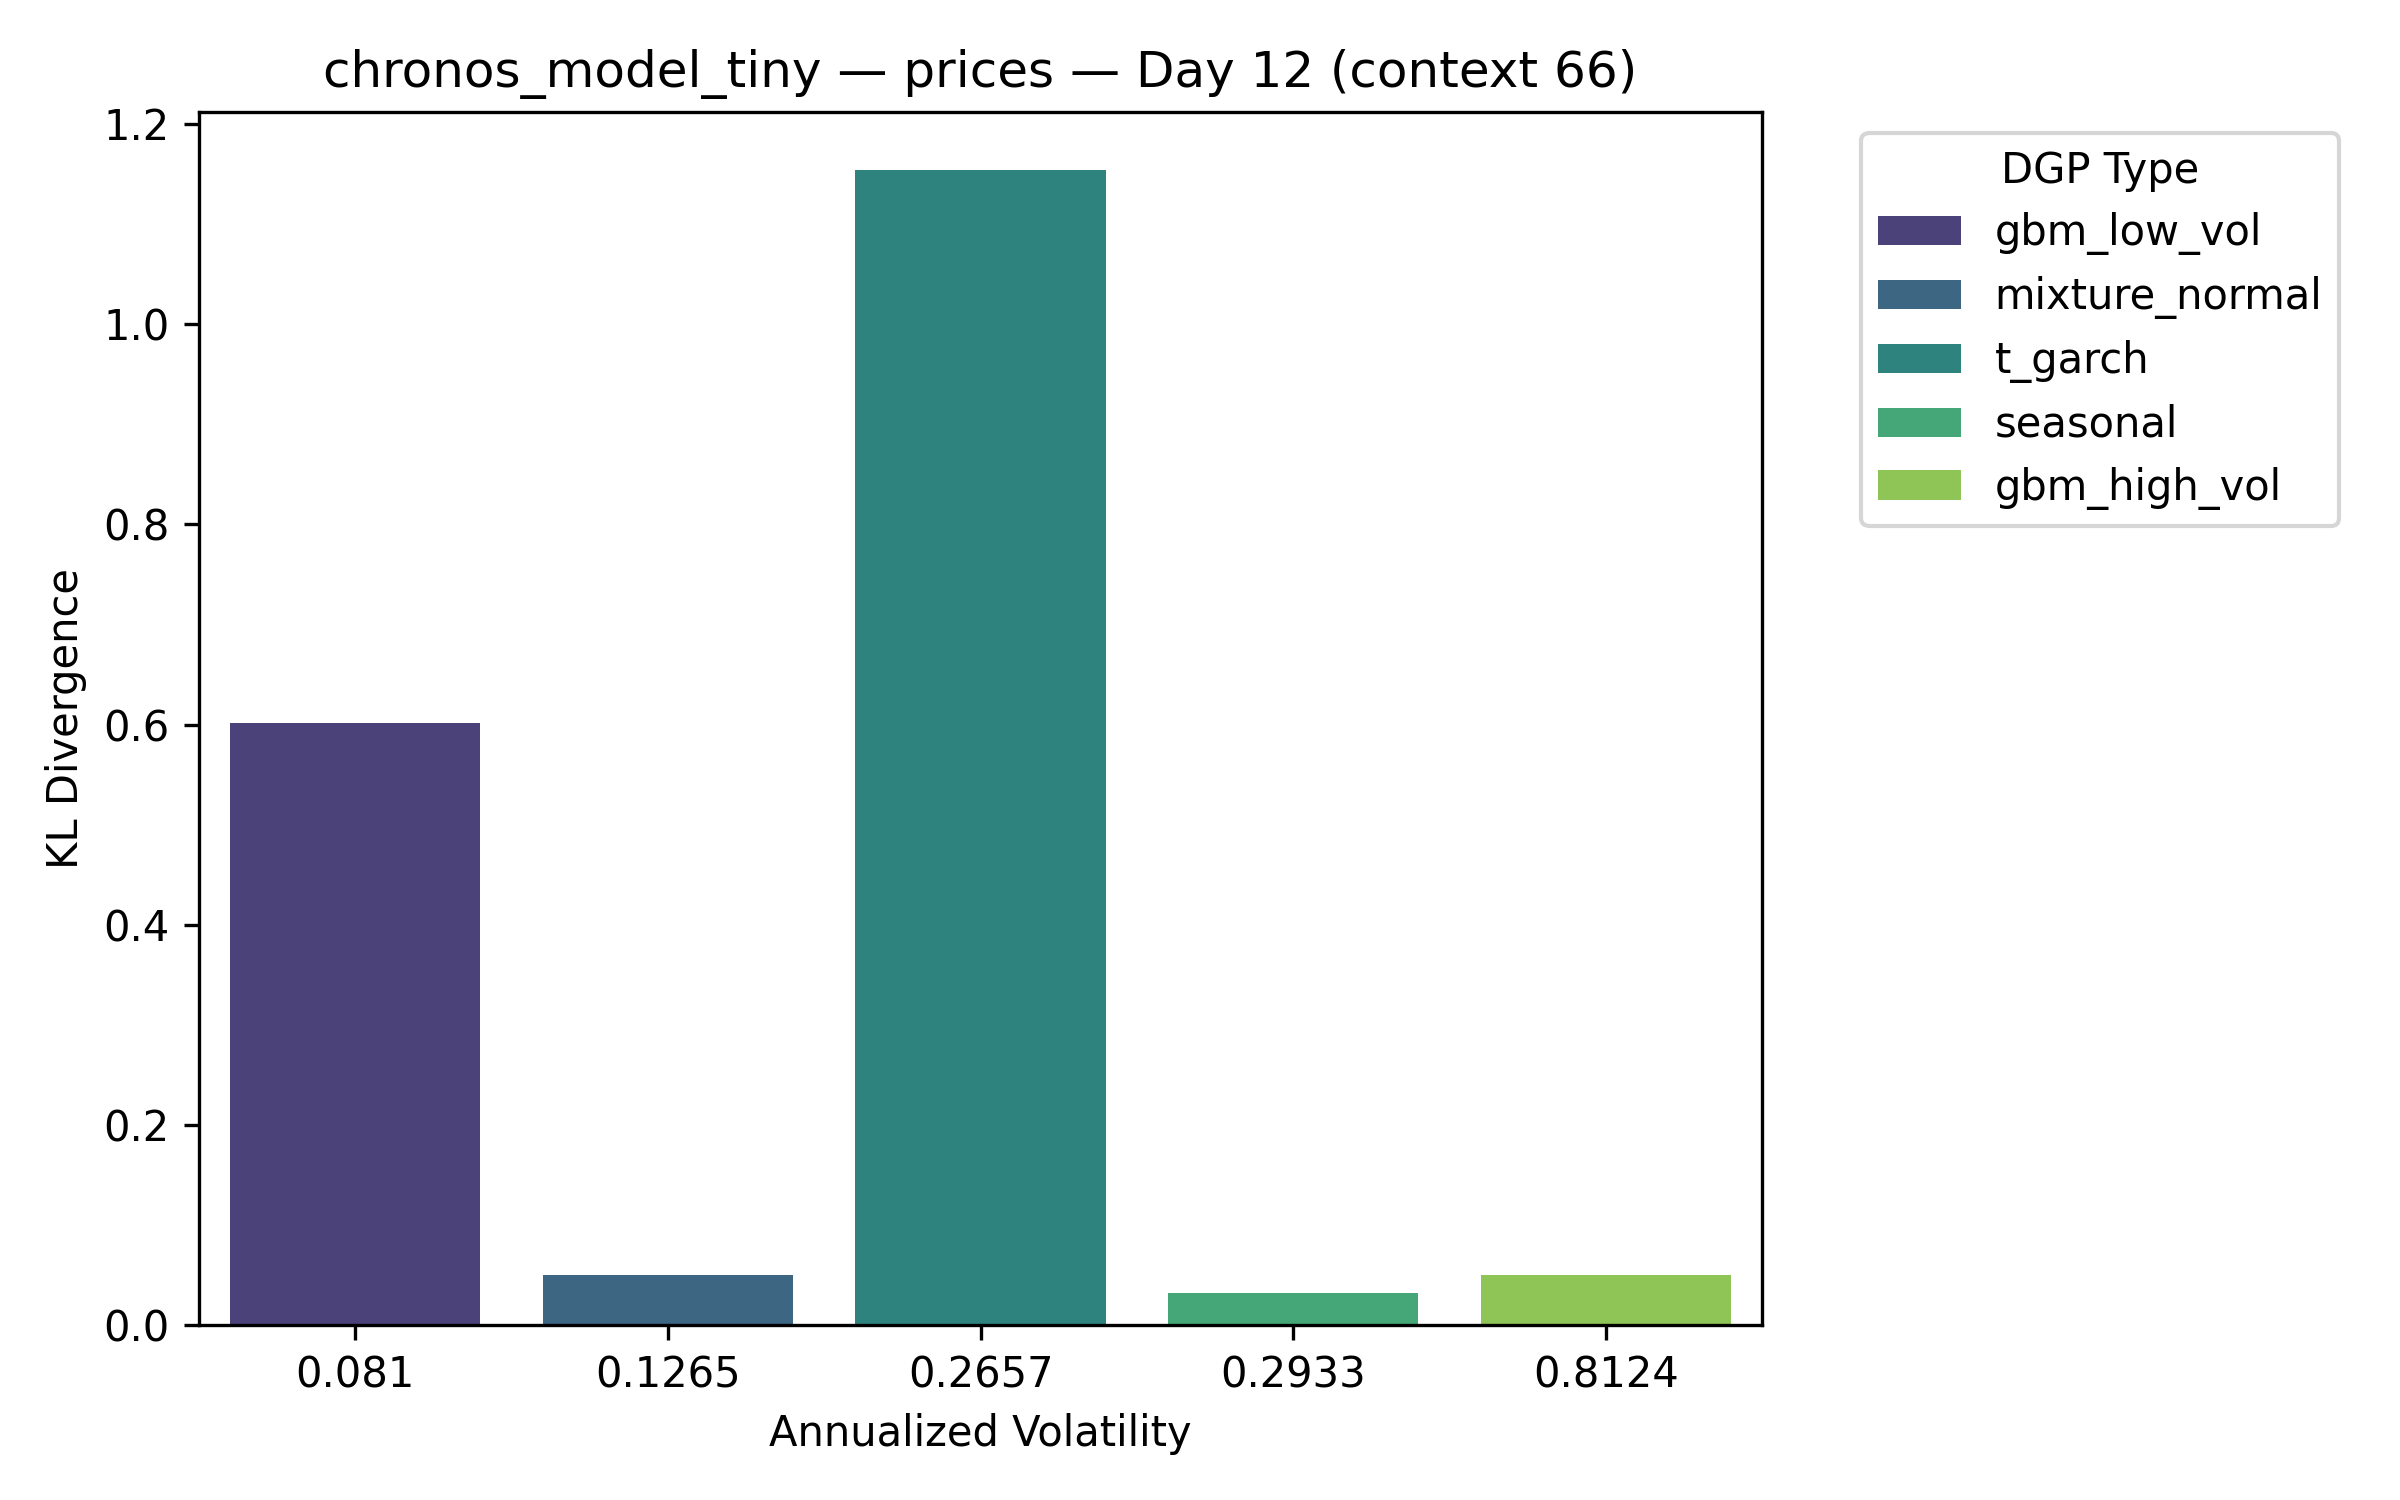 chronos_model_tiny — prices — Day 12 (context 66)
1.2
1.0
0.8
0.6
0.4
0.2
0.0
KL Divergence
0.081 0.1265 0.2657 0.2933 0.8124
Annualized Volatility
DGP Type
gbm_low_vol
mixture_normal
t_garch
seasonal
gbm_high_vol